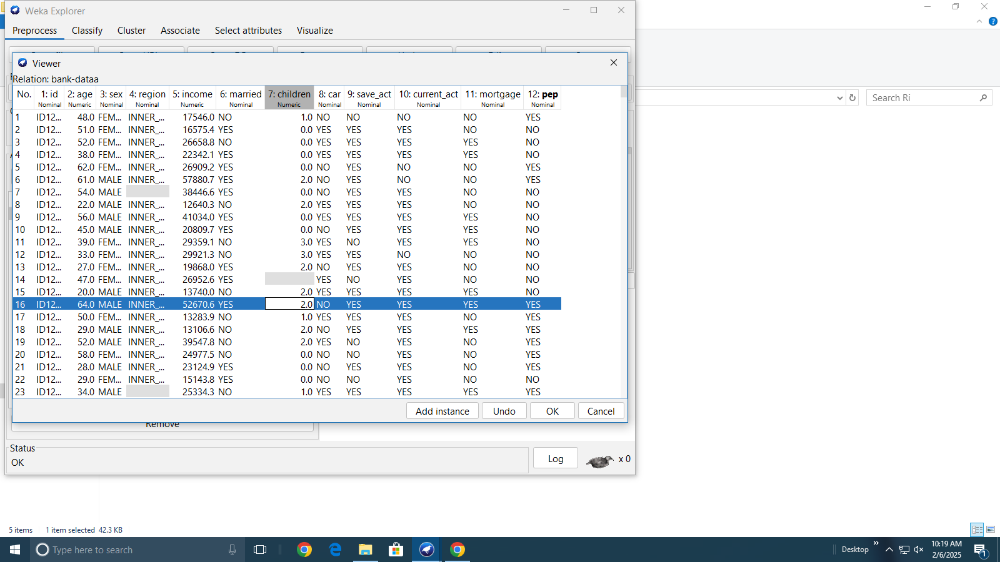 Weka Explorer
Preprocess Classify Cluster Associate Select attributes Visualize
Viewer
Relation: bank-dataa
No. 1: id 2: age 3: sex 4: region 5: income 6: married 7: children 8: car 9: save_act 10: current_act 11: mortgage 12: pep
Nominal Numeric Nominal Nominal Numeric Nominal Numeric Nominal Nominal Nominal Nominal Nominal
1 ID12... 48.0 FEM... INNER_... 17546.0 NO 1.0 NO NO NO NO YES
2 ID12... 51.0 FEM... INNER_... 16575.4 YES 0.0 YES YES YES NO NO
3 ID12... 52.0 FEM... INNER_... 26658.8 NO 0.0 YES YES YES YES NO
4 ID12... 38.0 FEM... INNER_... 22342.1 YES 0.0 YES YES YES YES NO
5 ID12... 62.0 FEM... INNER_... 26909.2 YES 0.0 NO YES NO NO YES
6 ID12... 61.0 MALE INNER_... 57880.7 YES 2.0 NO YES NO NO YES
7 ID12... 54.0 MALE 38446.6 YES 0.0 NO YES YES NO NO
8 ID12... 22.0 MALE INNER_... 12640.3 NO 2.0 YES YES YES NO NO
9 ID12... 56.0 MALE INNER_... 41034.0 YES 0.0 YES YES YES YES NO
10 ID12... 45.0 MALE INNER_... 20809.7 YES 0.0 NO YES YES NO NO
11 ID12... 39.0 FEM... INNER_... 29359.1 NO 3.0 YES NO YES YES NO
12 ID12... 33.0 FEM... INNER_... 29921.3 NO 3.0 YES YES NO NO NO
13 ID12... 27.0 FEM... INNER_... 19868.0 YES 2.0 NO YES YES NO NO
14 ID12... 47.0 FEM... INNER_... 26952.6 YES YES NO YES NO NO
15 ID12... 20.0 MALE INNER_... 13740.0 NO 2.0 YES YES YES YES NO
16 ID12... 64.0 MALE INNER_... 52670.6 YES 2.0 NO YES YES YES YES
17 ID12... 50.0 FEM... INNER_... 13283.9 NO 1.0 YES YES YES NO YES
18 ID12... 29.0 MALE INNER_... 13106.6 NO 2.0 NO YES YES YES YES
19 ID12... 52.0 MALE INNER_... 39547.8 NO 2.0 YES NO YES NO YES
20 ID12... 58.0 FEM... INNER_... 24977.5 NO 0.0 NO NO YES NO YES
21 ID12... 28.0 MALE INNER_... 23124.9 YES 0.0 NO YES YES NO YES
22 ID12... 29.0 FEM... INNER_... 15143.8 YES 0.0 NO NO YES NO NO
23 ID12... 34.0 MALE 25334.3 NO 1.0 YES YES YES YES YES
Add instance Undo OK Cancel
Remove
Status
OK
Log
x 0
Search Ri
5 items 1 item selected 42.3 KB
Type here to search
Desktop
10:19 AM
2/6/2025
1